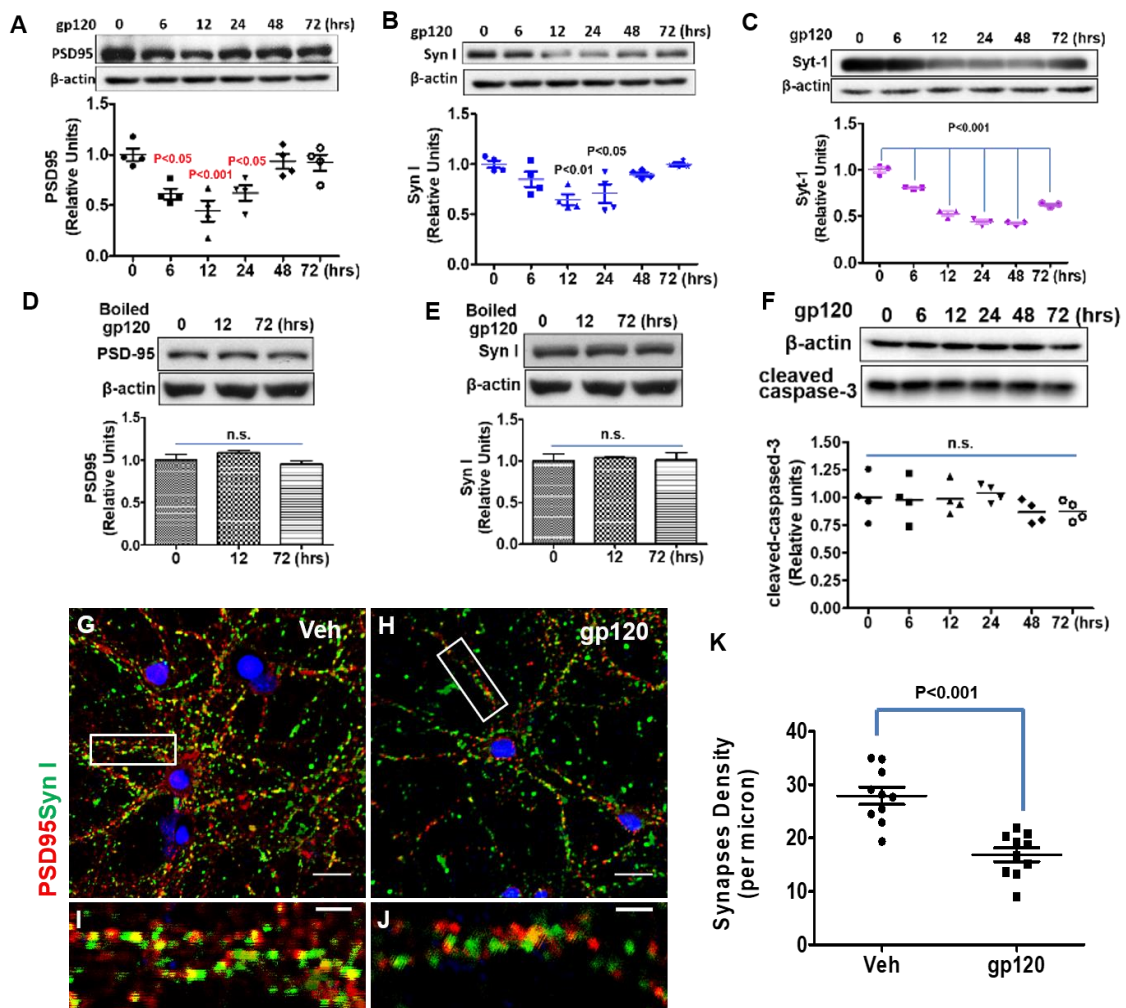 A
gp120 0 6 12 24 48 72 (hrs)
PSD95
β-actin
PSD95
(Relative Units)
1.5
1.0
0.5
0.0
P<0.05
P<0.001
P<0.05
0 6 12 24 48 72 (hrs)
B
gp120 0 6 12 24 48 72 (hrs)
Syn I
β-actin
Syn I
(Relative Units)
1.5
1.0
0.5
0.0
P<0.01
P<0.05
0 6 12 24 48 72 (hrs)
C
gp120 0 6 12 24 48 72 (hrs)
Syt-1
β-actin
Syt-1
(Relative Units)
1.5
1.0
0.5
0.0
P<0.001
0 6 12 24 48 72 (hrs)
D
Boiled
gp120 0 12 72 (hrs)
PSD-95
β-actin
PSD95
(Relative Units)
1.5
1.0
0.5
0.0
n.s.
0 12 72 (hrs)
E
Boiled
gp120 0 12 72 (hrs)
Syn I
β-actin
Syn I
(Relative Units)
1.5
1.0
0.5
0.0
n.s.
0 12 72 (hrs)
F
gp120 0 6 12 24 48 72 (hrs)
β-actin
cleaved
caspase-3
cleaved-caspased-3
(Relative units)
1.50
1.25
1.00
0.75
0.50
0.25
0.00
n.s.
0 6 12 24 48 72 (hrs)
PSD95Syn I
G Veh
H gp120
I
J
K
P<0.001
Synapses Density
(per micron)
40
30
20
10
0
Veh gp120